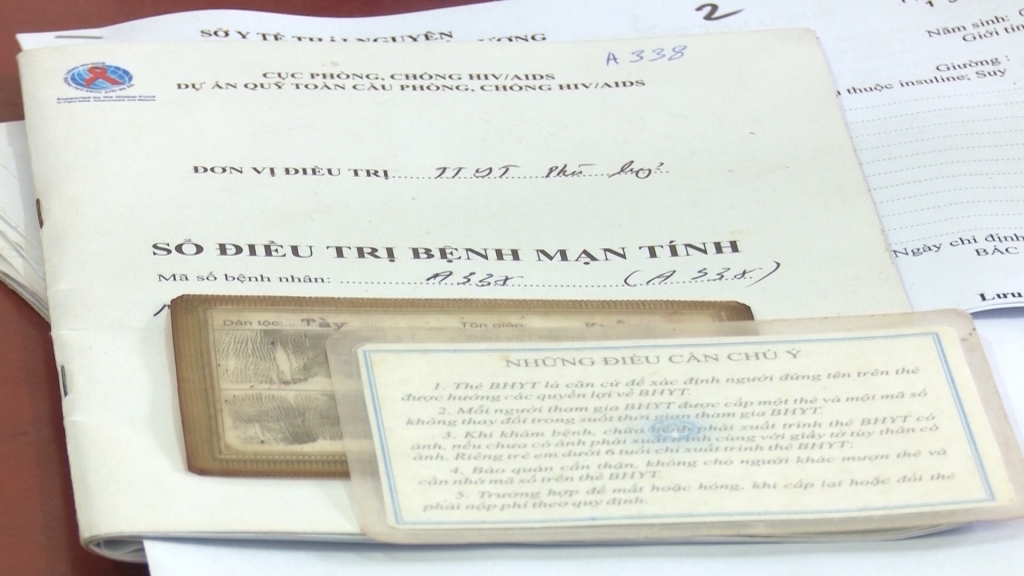 2
SỞ Y TẾ THÁI NGUYÊN
Năm sinh:
Giới tín
Giường :
thuộc insuline; Suy
Ngày chỉ định
BÁC
Lưu
A 338
CỤC PHÒNG, CHỐNG HIV/AIDS
DỰ ÁN QUỸ TOÀN CẦU PHÒNG, CHỐNG HIV/AIDS
ĐƠN VỊ ĐIỀU TRỊ TTYT Phú
SỔ ĐIỀU TRỊ BỆNH MẠN TÍNH
Mã số bệnh nhân: A 338 (A 338)
Dân tộc: Tày Tôn giáo
NHỮNG ĐIỀU CẦN CHÚ Ý
1. Thẻ BHYT là căn cứ để xác định người đứng tên trên thẻ
được hưởng các quyền lợi về BHYT.
2. Mỗi người tham gia BHYT được cấp một thẻ và một mã số
không thay đổi trong suốt thời gian tham gia BHYT.
3. Khi khám bệnh, chữa bệnh phải xuất trình thẻ BHYT có
ảnh, nếu chưa có ảnh phải xuất trình cùng với giấy tờ tùy thân có
ảnh. Riêng trẻ em dưới 6 tuổi chỉ xuất trình thẻ BHYT.
4. Bảo quản cẩn thận, không cho người khác mượn thẻ và
cần nhớ mã số trên thẻ BHYT.
5. Trường hợp để mất hoặc hỏng, khi cấp lại hoặc đổi thẻ
phải nộp phí theo quy định.